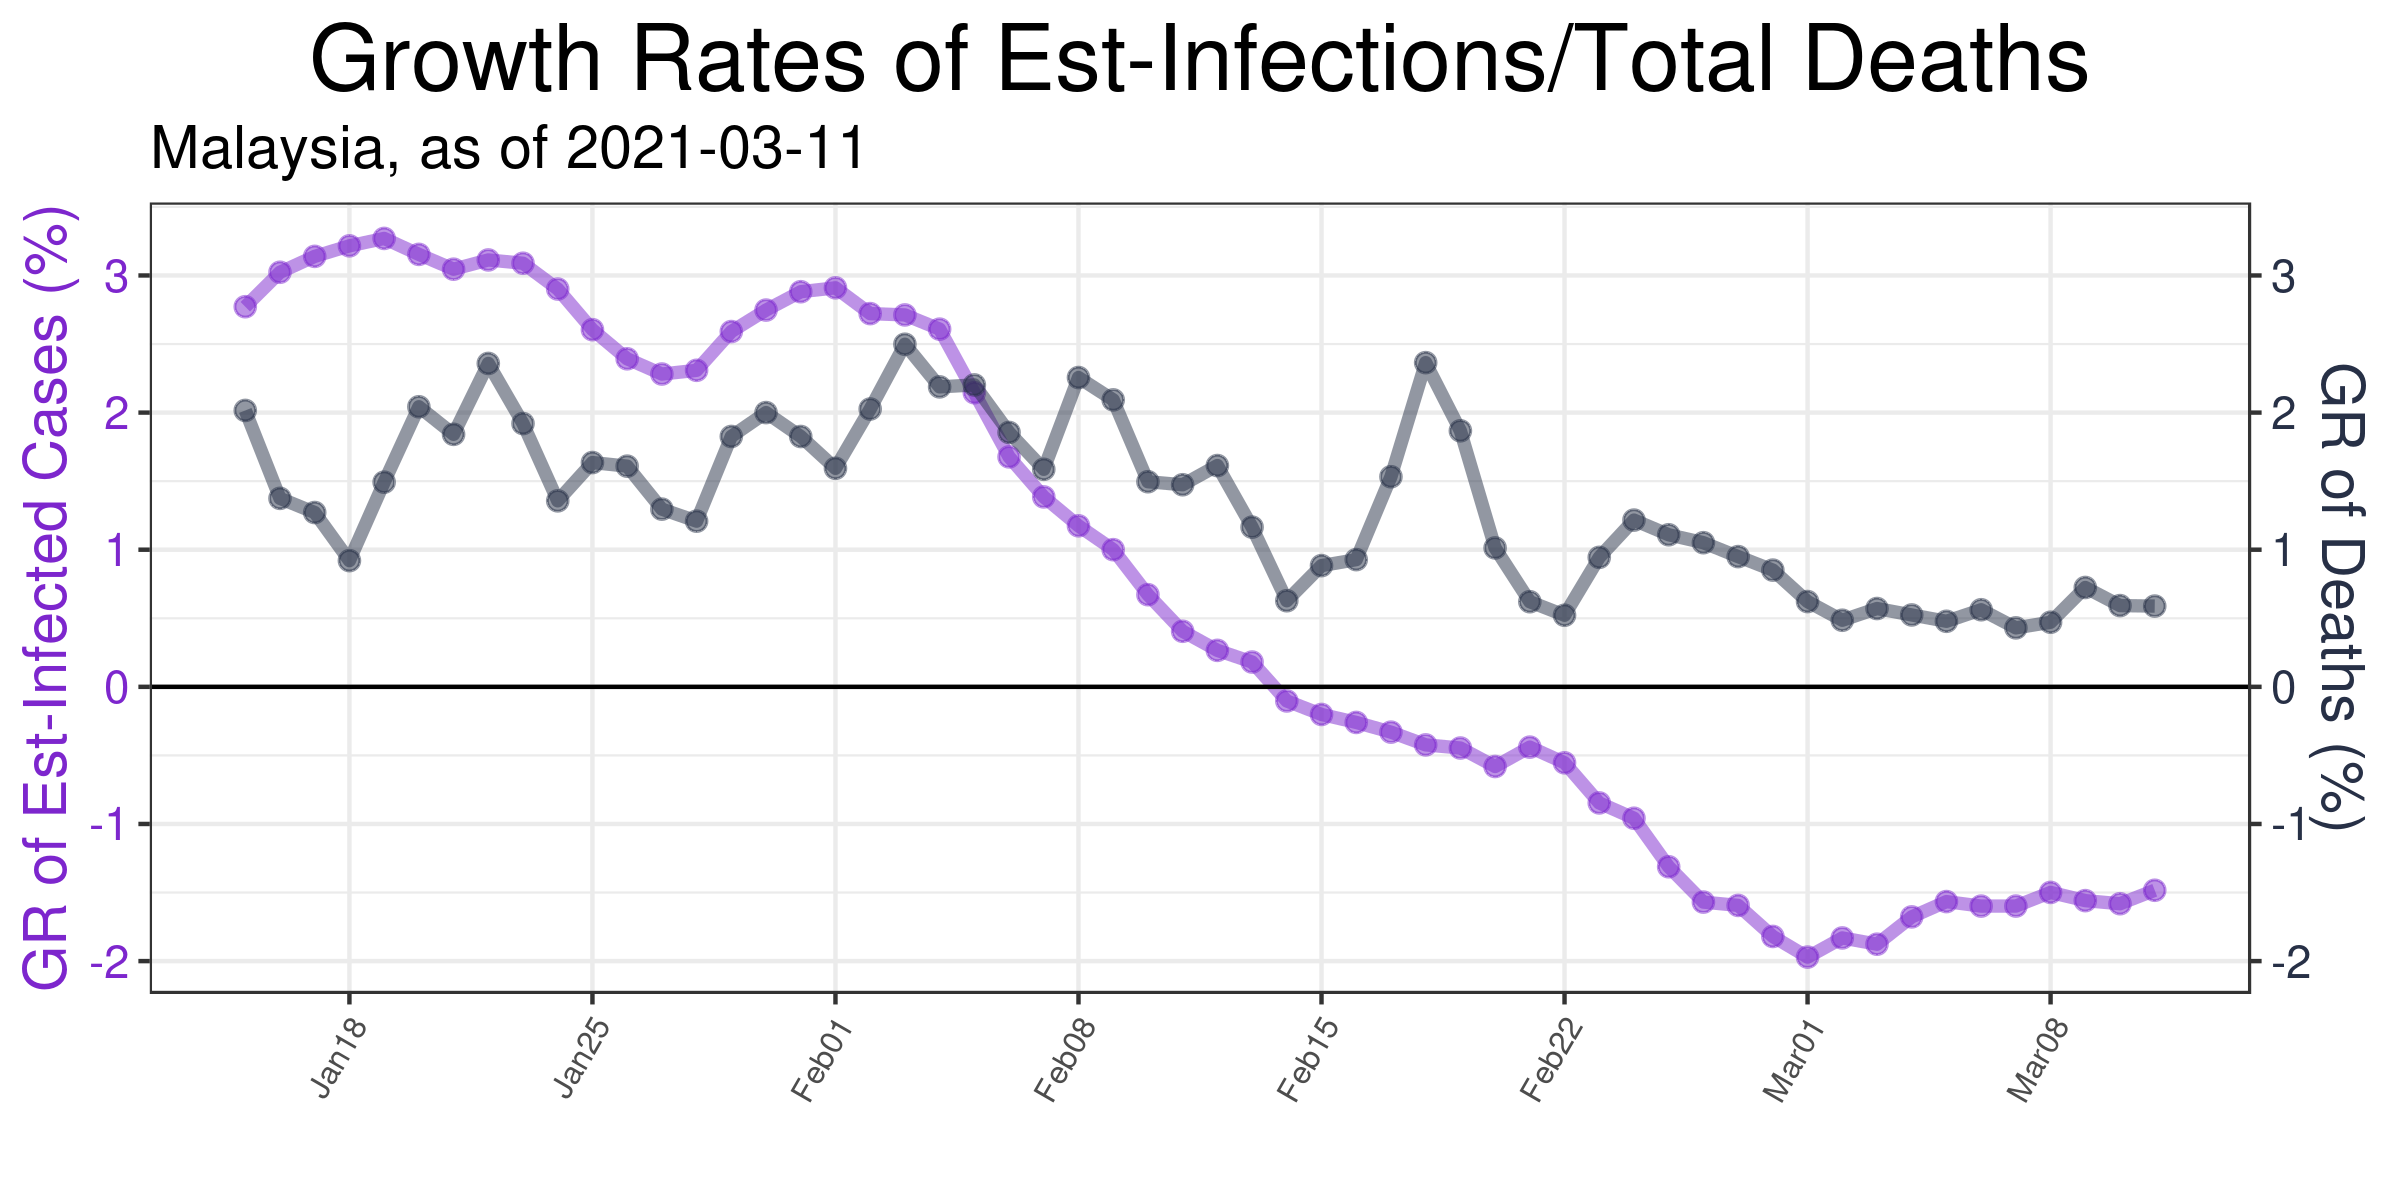 Growth Rates of Est-Infections/Total Deaths
Malaysia, as of 2021-03-11
GR of Est-Infected Cases (%)
3
2
1
0
-1
-2
3
2
1
0
-1
-2
GR of Deaths (%)
Jan18
Jan25
Feb01
Feb08
Feb15
Feb22
Mar01
Mar08